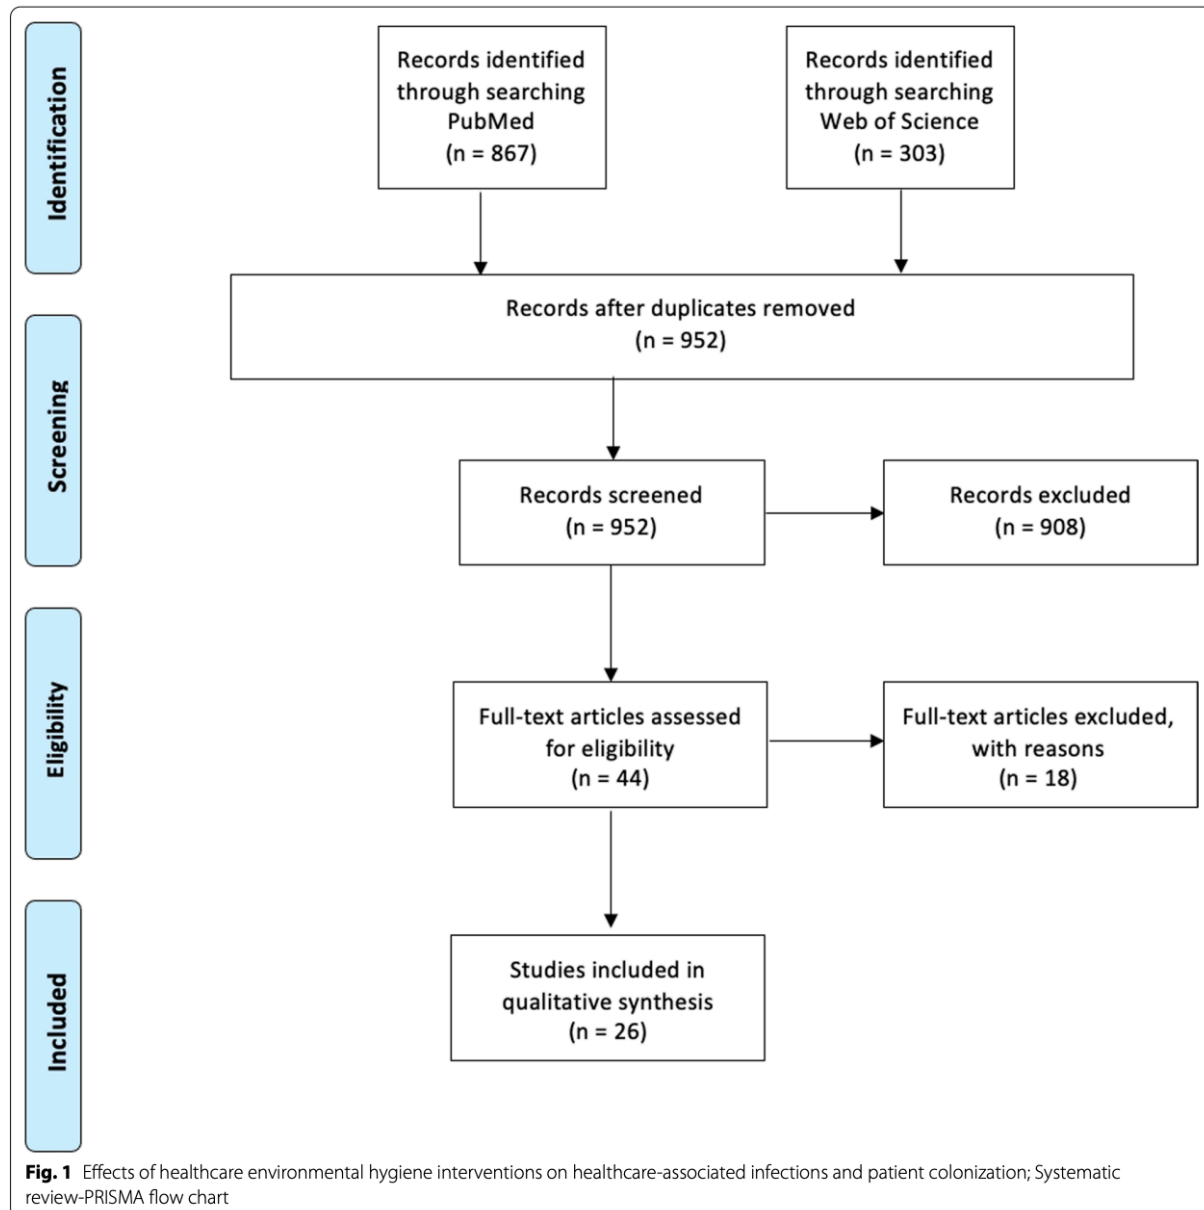 Identification
Records identified
through searching
PubMed
(n = 867)
Records identified
through searching
Web of Science
(n = 303)
Records after duplicates removed
(n = 952)
Screening
Records screened
(n = 952)
Records excluded
(n = 908)
Eligibility
Full-text articles assessed
for eligibility
(n = 44)
Full-text articles excluded,
with reasons
(n = 18)
Included
Studies included in
qualitative synthesis
(n = 26)
Fig. 1 Effects of healthcare environmental hygiene interventions on healthcare-associated infections and patient colonization; Systematic
review-PRISMA flow chart